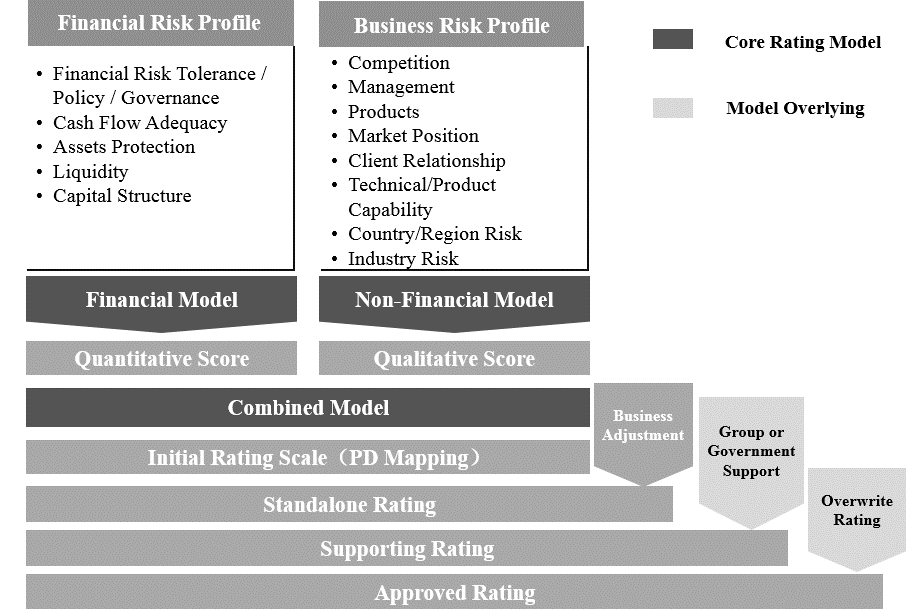 Financial Risk Profile
• Financial Risk Tolerance /
Policy / Governance
• Cash Flow Adequacy
• Assets Protection
• Liquidity
• Capital Structure
Business Risk Profile
• Competition
• Management
• Products
• Market Position
• Client Relationship
• Technical/Product
Capability
• Country/Region Risk
• Industry Risk
Core Rating Model
Model Overlying
Financial Model
Non-Financial Model
Quantitative Score
Qualitative Score
Combined Model
Initial Rating Scale（PD Mapping）
Business
Adjustment
Group or
Government
Support
Overwrite
Rating
Standalone Rating
Supporting Rating
Approved Rating